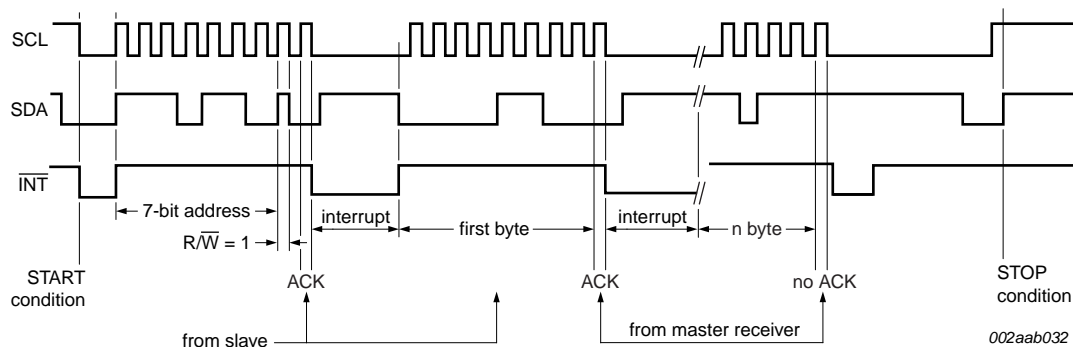 SCL
SDA
INT
7-bit address
interrupt
first byte
interrupt
n byte
R/W = 1
START
condition
ACK
ACK
no ACK
STOP
condition
from slave
from master receiver
002aab032